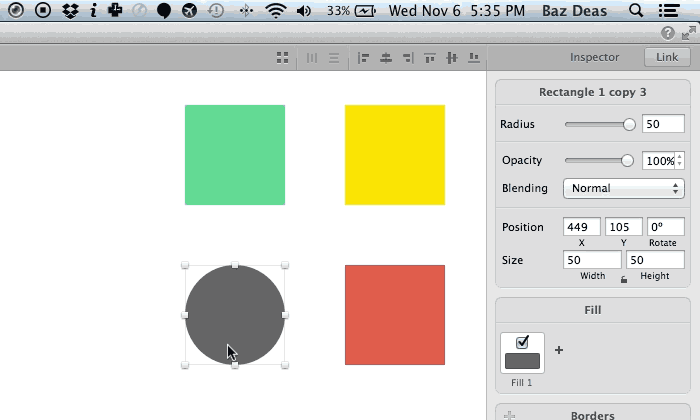 33% Wed Nov 6 5:35 PM Baz Deas
Inspector Link
Rectangle 1 copy 3
Radius 50
Opacity 100%
Blending Normal
Position 449 105 0°
X Y Rotate
Size 50 50
Width Height
Fill
Fill 1
Borders